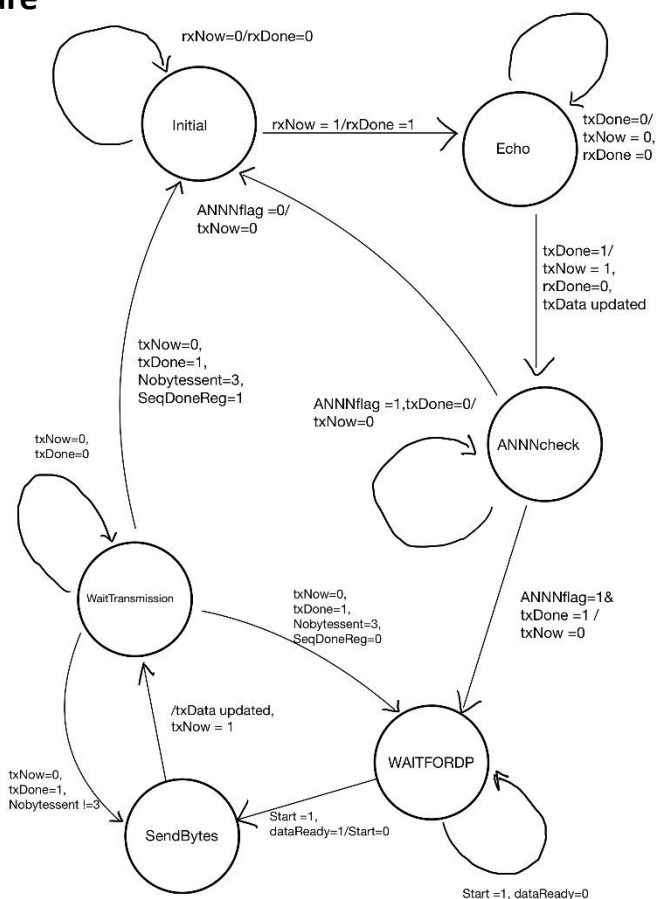 rxNow=0/rxDone=0
Initial
rxNow = 1/rxDone =1
Echo
txDone=0/
txNow = 0,
rxDone =0
ANNNflag =0/
txNow=0
txDone=1/
txNow = 1,
rxDone=0,
txData updated
txNow=0,
txDone=1,
Nobytessent=3,
SeqDoneReg=1
ANNNflag =1,txDone=0/
txNow=0
ANNNcheck
txNow=0,
txDone=0
WaitTransmission
txNow=0,
txDone=1,
Nobytessent=3,
SeqDoneReg=0
ANNNflag=1&
txDone =1 /
txNow =0
/txData updated,
txNow = 1
WAITFORDP
txNow=0,
txDone=1,
Nobytessent !=3
SendBytes
Start =1,
dataReady=1/Start=0
Start =1, dataReady=0